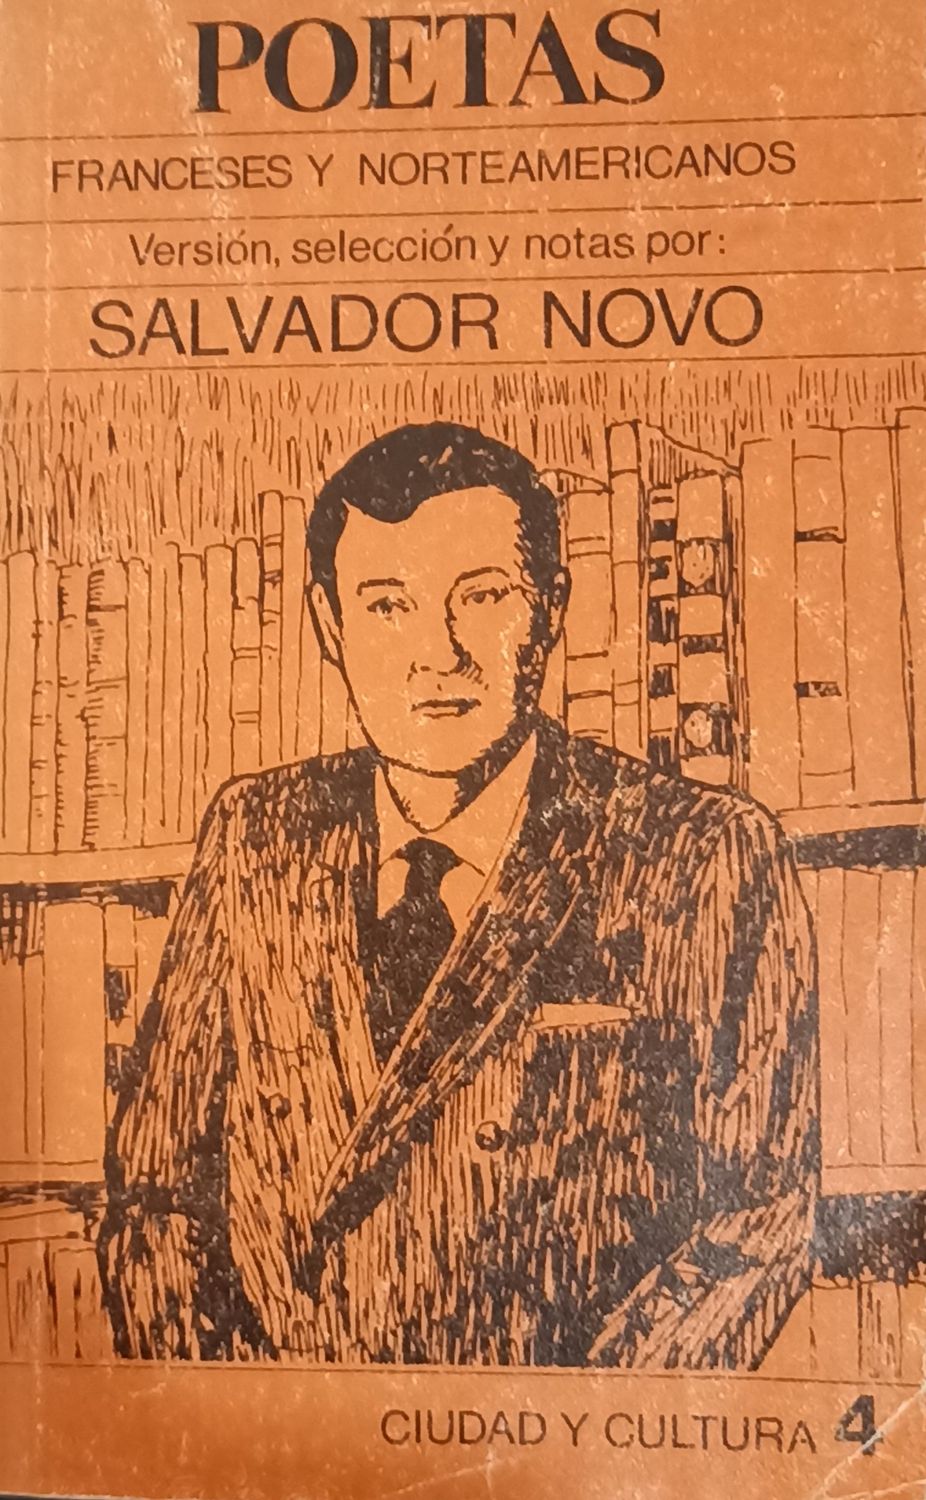 POETAS
FRANCESES Y NORTEAMERICANOS
Versión, selección y notas por:
SALVADOR NOVO
CIUDAD Y CULTURA 4